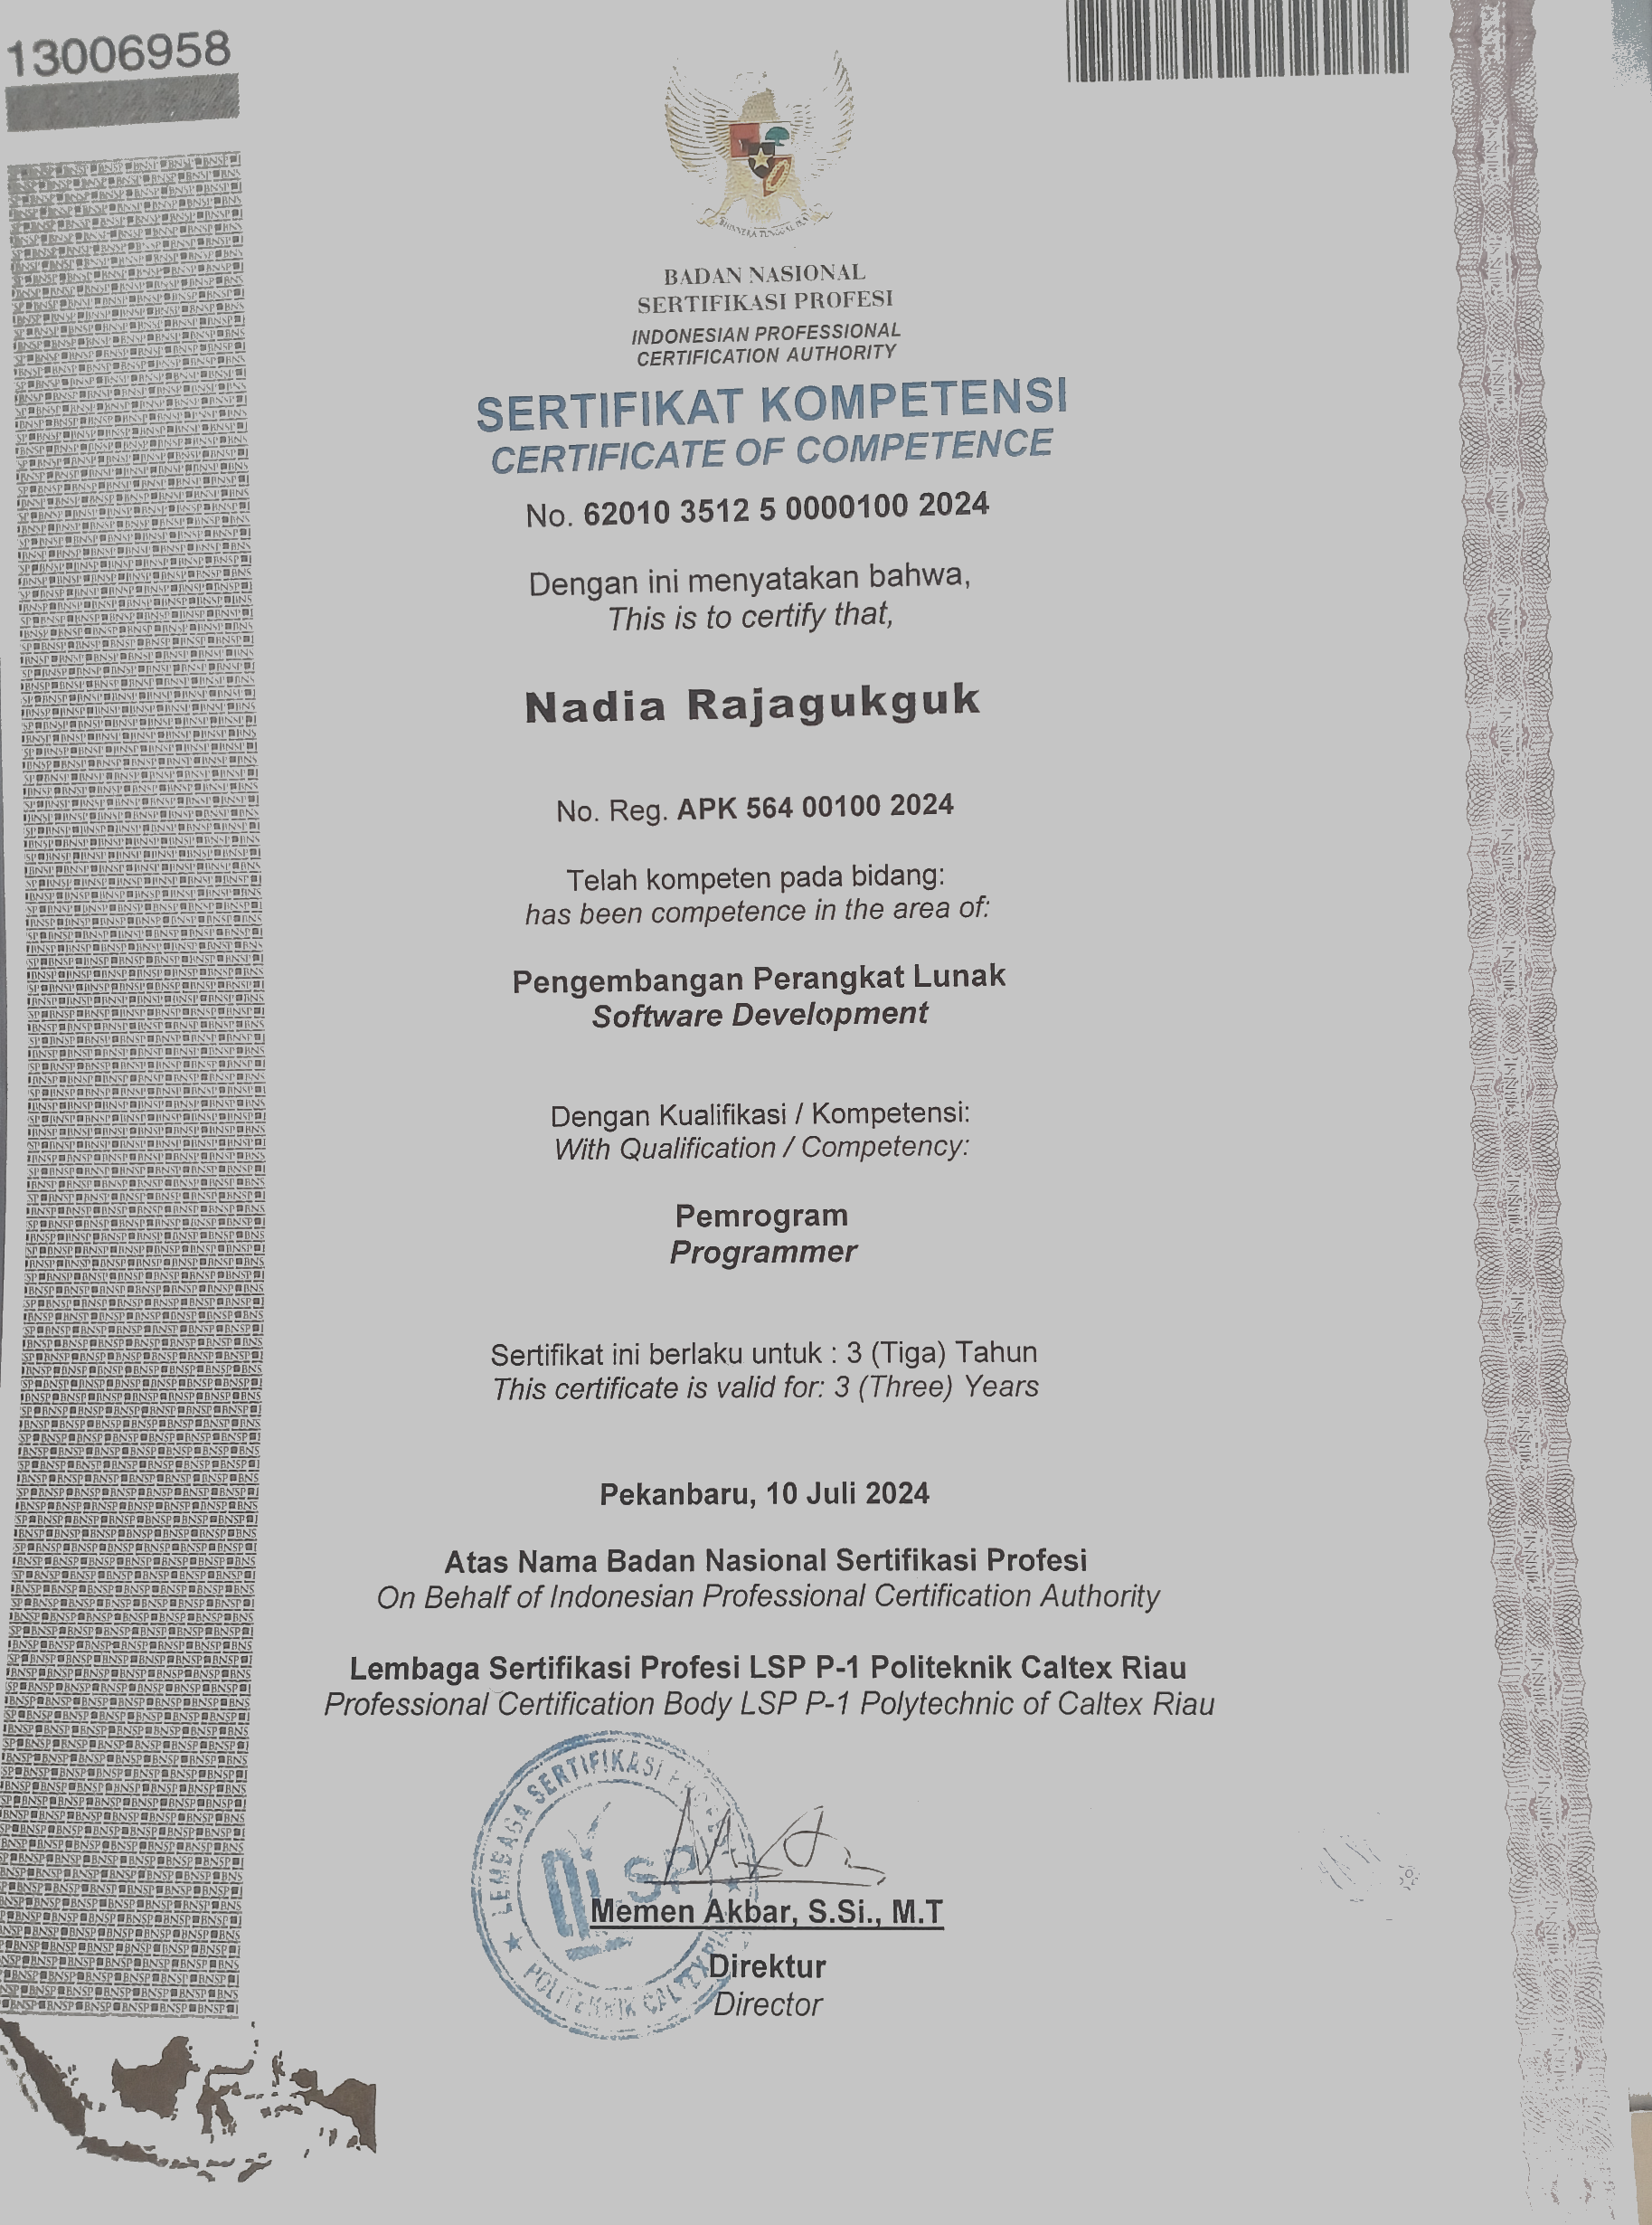 13006958
BADAN NASIONAL
SERTIFIKASI PROFESI
INDONESIAN PROFESSIONAL
CERTIFICATION AUTHORITY
SERTIFIKAT KOMPETENSI
CERTIFICATE OF COMPETENCE
No. 62010 3512 5 0000100 2024
Dengan ini menyatakan bahwa,
This is to certify that,
Nadia Rajagukguk
No. Reg. APK 564 00100 2024
Telah kompeten pada bidang:
has been competence in the area of:
Pengembangan Perangkat Lunak
Software Development
Dengan Kualifikasi / Kompetensi:
With Qualification / Competency:
Pemrogram
Programmer
Sertifikat ini berlaku untuk : 3 (Tiga) Tahun
This certificate is valid for: 3 (Three) Years
Pekanbaru, 10 Juli 2024
Atas Nama Badan Nasional Sertifikasi Profesi
On Behalf of Indonesian Professional Certification Authority
Lembaga Sertifikasi Profesi LSP P-1 Politeknik Caltex Riau
Professional Certification Body LSP P-1 Polytechnic of Caltex Riau
LEMBAGA SERTIFIKASI
LSP
POLITEKNIK CALTEX
Memen Akbar, S.Si., M.T
Direktur
Director